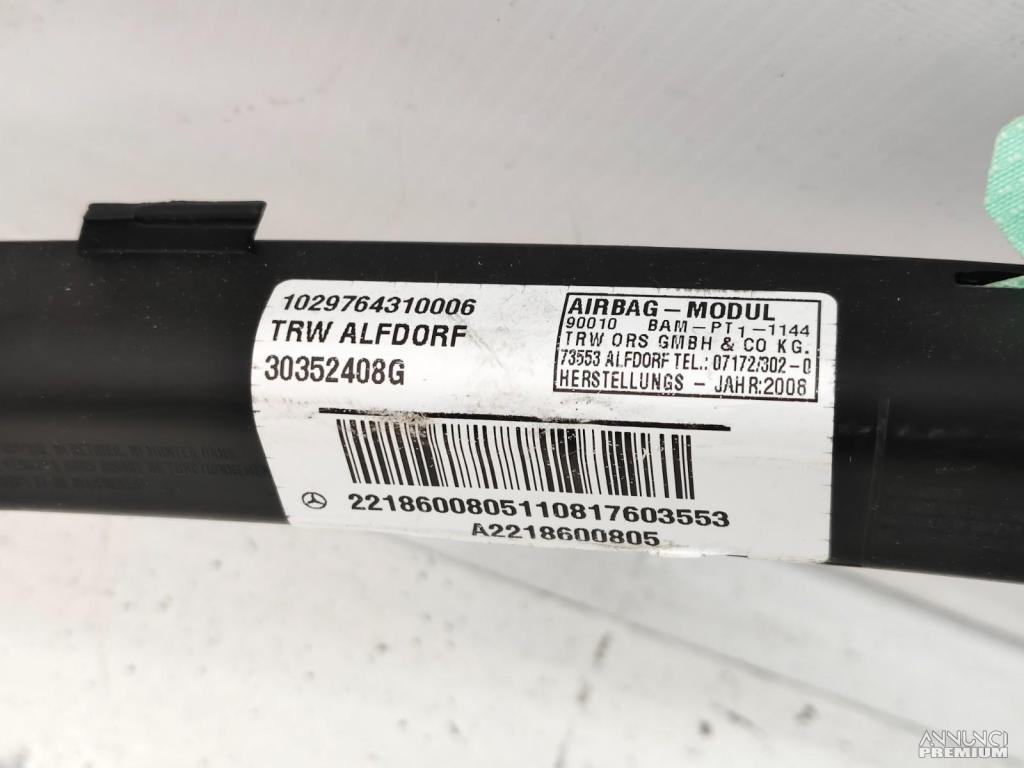 1029764310006
TRW ALFDORF
30352408G
AIRBAG - MODUL
90010 BAM-PT1-1144
TRW ORS GMBH & CO KG.
73553 ALFDORF TEL.: 07172/302-0
HERSTELLUNGS - JAHR:2006
2218600805110817603553
A2218600805
ANNUNCI
PREMIUM